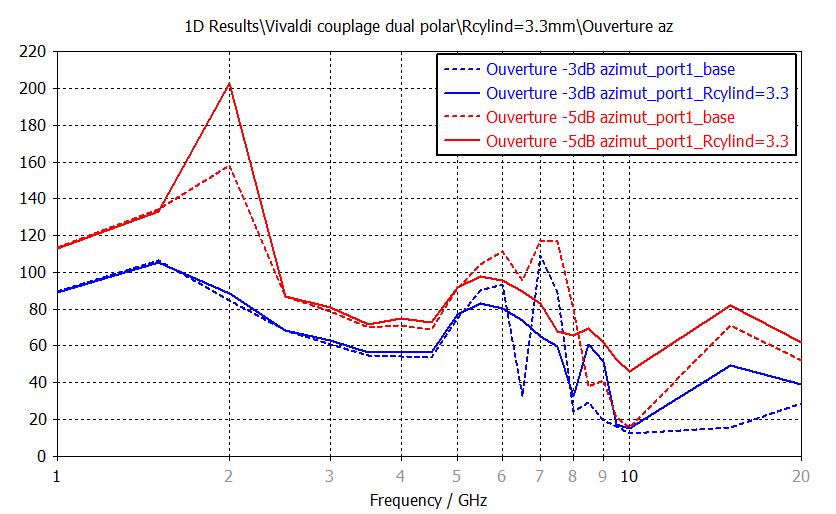 1D Results\Vivaldi couplage dual polar\Rcylind=3.3mm\Ouverture az
220
200
180
160
140
120
100
80
60
40
20
0
Ouverture -3dB azimut_port1_base
Ouverture -3dB azimut_port1_Rcylind=3.3
Ouverture -5dB azimut_port1_base
Ouverture -5dB azimut_port1_Rcylind=3.3
1 2 3 4 5 6 7 8 9 10 20
Frequency / GHz